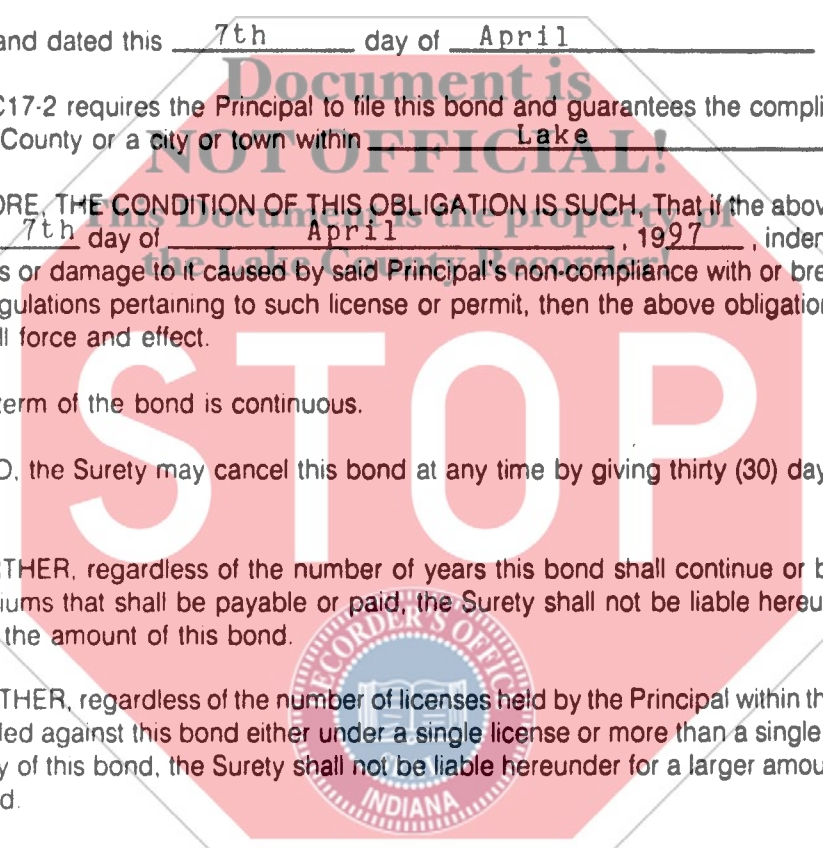 and dated this 7th day of April
Document is
C17-2 requires the Principal to file this bond and guarantees the compli
County or a city or town within Lake
NOT OFFICIAL!
ORE, THE CONDITION OF THIS OBLIGATION IS SUCH, That if the abov
This Document is the property of
7th day of April, 1997, inden
the Lake County Recorder!
s or damage to it caused by said Principal's non-compliance with or bre
gulations pertaining to such license or permit, then the above obligation
ll force and effect.
STOP
term of the bond is continuous.
O, the Surety may cancel this bond at any time by giving thirty (30) day
THER, regardless of the number of years this bond shall continue or b
iums that shall be payable or paid, the Surety shall not be liable hereu
the amount of this bond.
RECORDER'S OFFICE
THER, regardless of the number of licenses held by the Principal within th
led against this bond either under a single license or more than a single
y of this bond, the Surety shall not be liable hereunder for a larger amou
d.
INDIANA